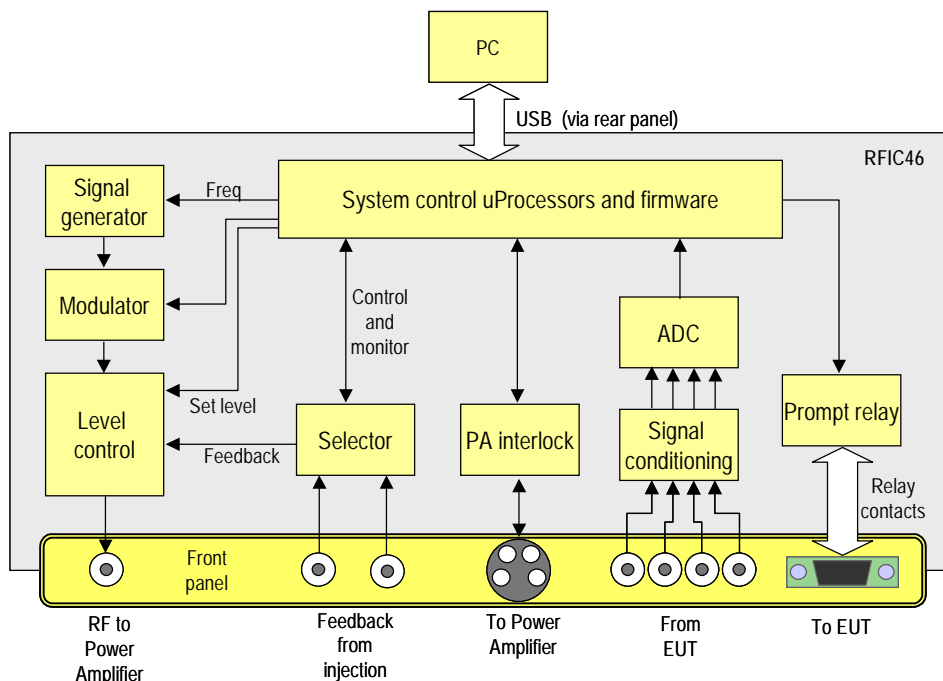 PC
USB (via rear panel)
RFIC46
Signal
generator
Freq
System control uProcessors and firmware
Modulator
Control
and
monitor
ADC
Set level
Level
control
Feedback
Selector
PA interlock
Signal
conditioning
Prompt relay
Relay
contacts
Front
panel
RF to
Power
Amplifier
Feedback
from
injection
To Power
Amplifier
From
EUT
To EUT